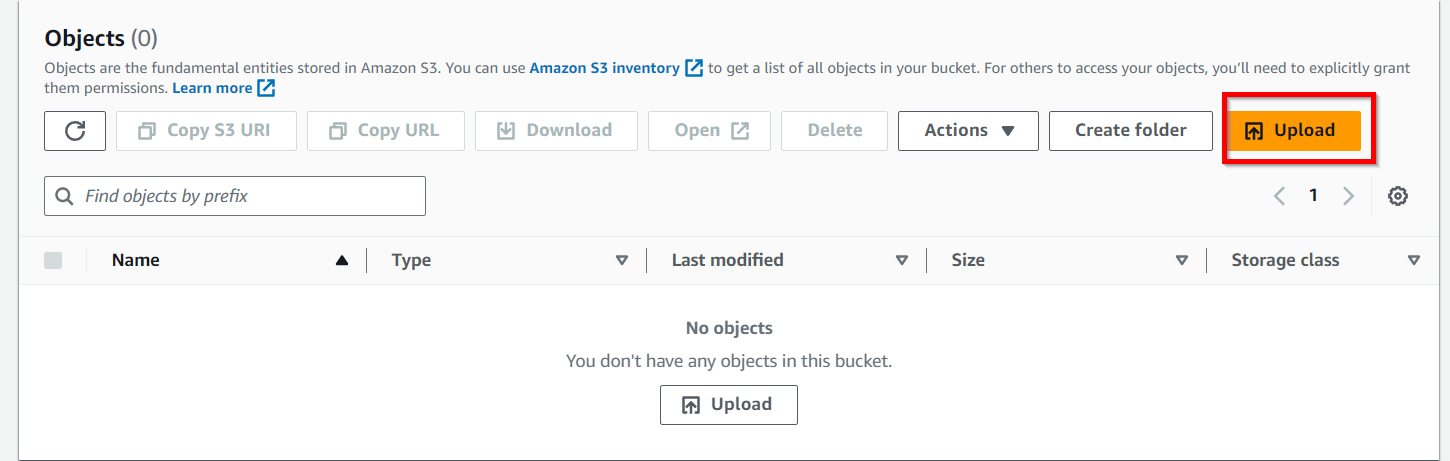 Objects (0)
Objects are the fundamental entities stored in Amazon S3. You can use Amazon S3 inventory to get a list of all objects in your bucket. For others to access your objects, you’ll need to explicitly grant
them permissions. Learn more
Copy S3 URI Copy URL Download Open Delete Actions Create folder Upload
Find objects by prefix 1
Name Type Last modified Size Storage class
No objects
You don't have any objects in this bucket.
Upload